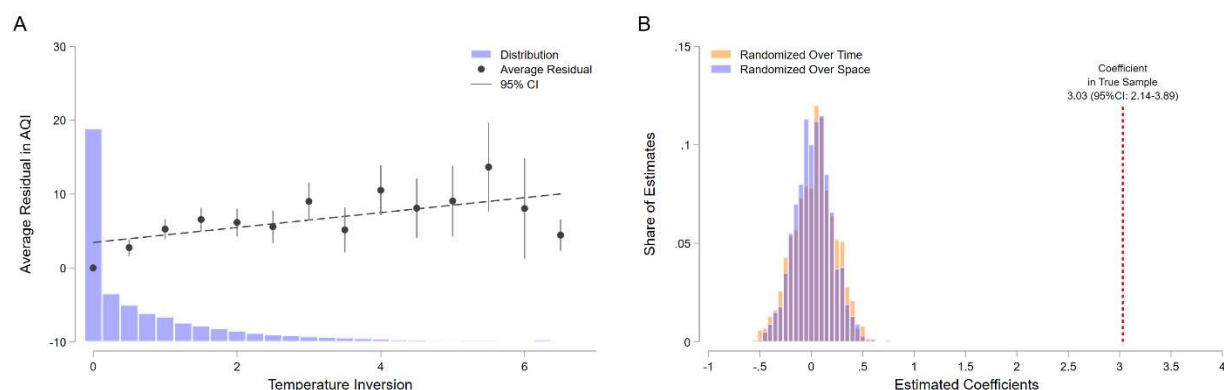 A
Average Residual in AQI
30
20
10
0
-10
Distribution
Average Residual
95% CI
0 2 4 6
Temperature Inversion
B
Share of Estimates
.15
.1
.05
0
Randomized Over Time
Randomized Over Space
Coefficient
in True Sample
3.03 (95%CI: 2.14-3.89)
-1 -.5 0 .5 1 1.5 2 2.5 3 3.5 4
Estimated Coefficients